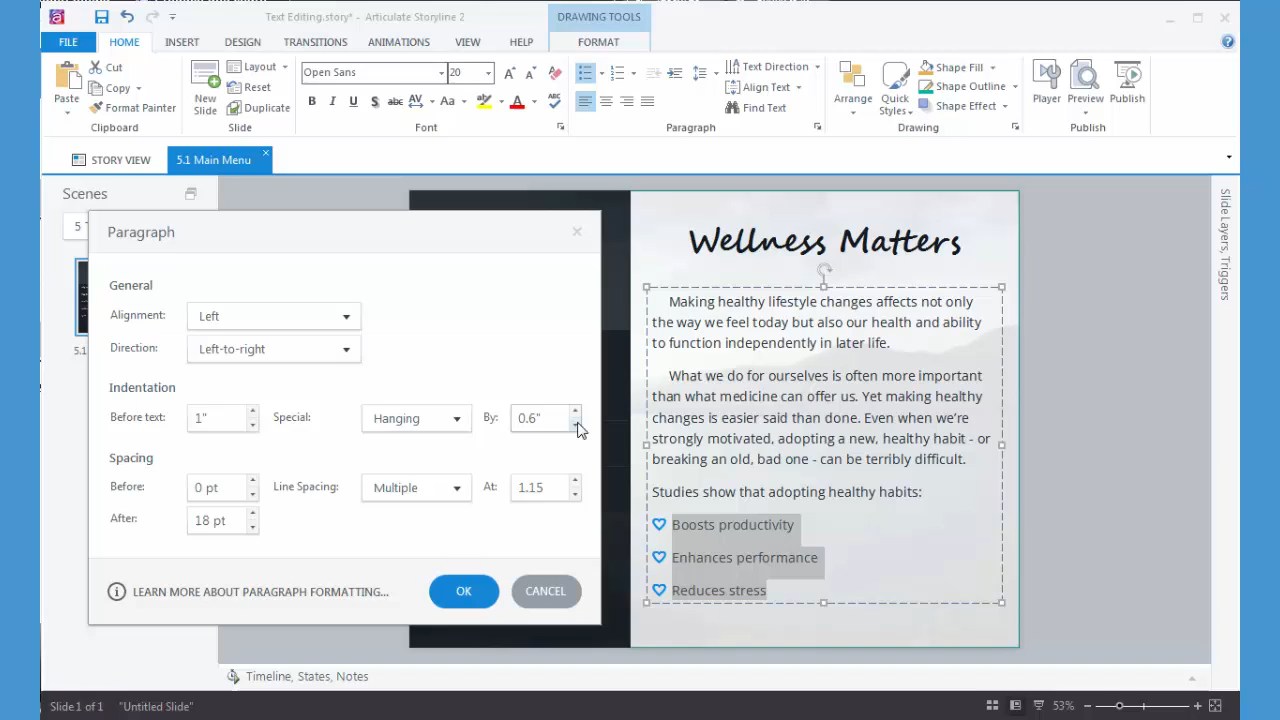 Text Editing.story* - Articulate Storyline 2
DRAWING TOOLS
FILE HOME INSERT DESIGN TRANSITIONS ANIMATIONS VIEW HELP FORMAT
Paste
Cut
Copy
Format Painter
Clipboard
New Slide
Layout
Reset
Duplicate
Slide
Open Sans 20
B I U S abc AV Aa A ABC
Font
Text Direction
Align Text
Find Text
Paragraph
Arrange
Quick Styles
Shape Fill
Shape Outline
Shape Effect
Drawing
Player
Preview
Publish
Publish
STORY VIEW
5.1 Main Menu
Scenes
5
5.1
Slide Layers, Triggers
Paragraph
General
Alignment: Left
Direction: Left-to-right
Indentation
Before text: 1" Special: Hanging By: 0.6"
Spacing
Before: 0 pt Line Spacing: Multiple At: 1.15
After: 18 pt
LEARN MORE ABOUT PARAGRAPH FORMATTING...
OK
CANCEL
Wellness Matters
Making healthy lifestyle changes affects not only
the way we feel today but also our health and ability
to function independently in later life.
What we do for ourselves is often more important
than what medicine can offer us. Yet making healthy
changes is easier said than done. Even when we’re
strongly motivated, adopting a new, healthy habit - or
breaking an old, bad one - can be terribly difficult.
Studies show that adopting healthy habits:
Boosts productivity
Enhances performance
Reduces stress
Timeline, States, Notes
Slide 1 of 1 "Untitled Slide" 53%